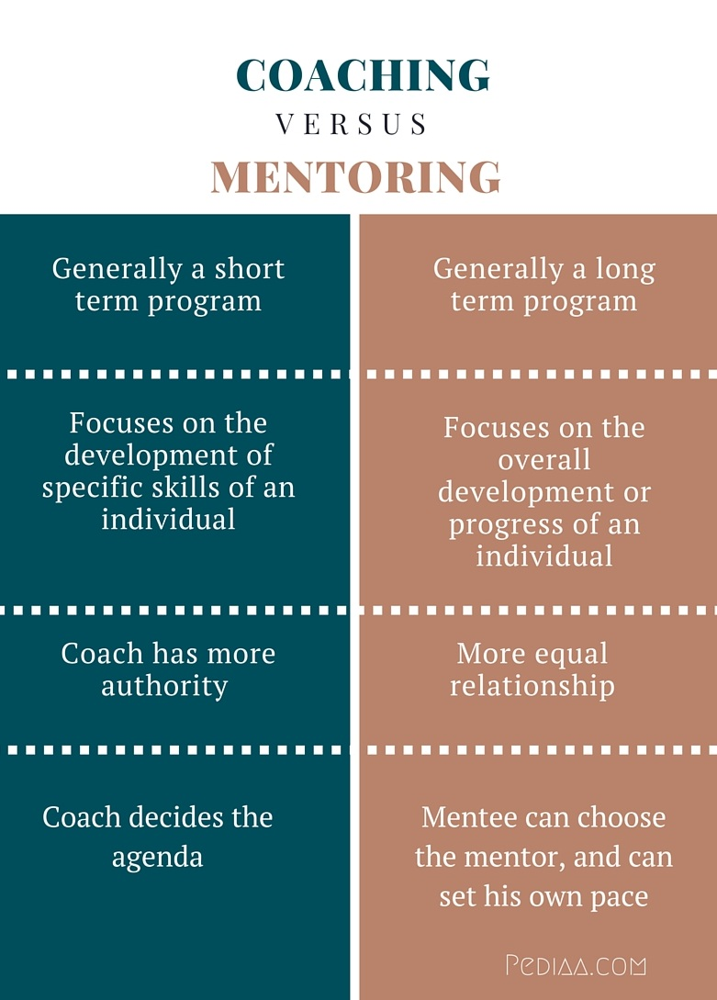 COACHING
VERSUS
MENTORING
Generally a short
term program
Generally a long
term program
Focuses on the
development of
specific skills of an
individual
Focuses on the
overall
development or
progress of an
individual
Coach has more
authority
More equal
relationship
Coach decides the
agenda
Mentee can choose
the mentor, and can
set his own pace
Pediaa.com